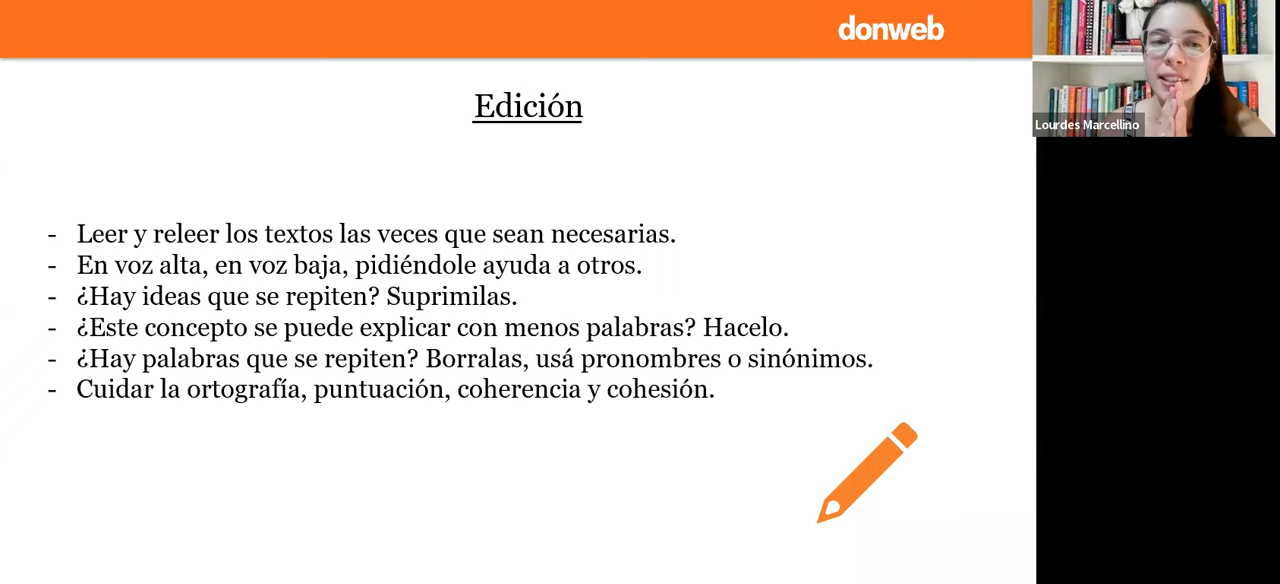 donweb
Lourdes Marcellino
Edición
- Leer y releer los textos las veces que sean necesarias.
- En voz alta, en voz baja, pidiéndole ayuda a otros.
- ¿Hay ideas que se repiten? Suprimilas.
- ¿Este concepto se puede explicar con menos palabras? Hacelo.
- ¿Hay palabras que se repiten? Borralas, usá pronombres o sinónimos.
- Cuidar la ortografía, puntuación, coherencia y cohesión.